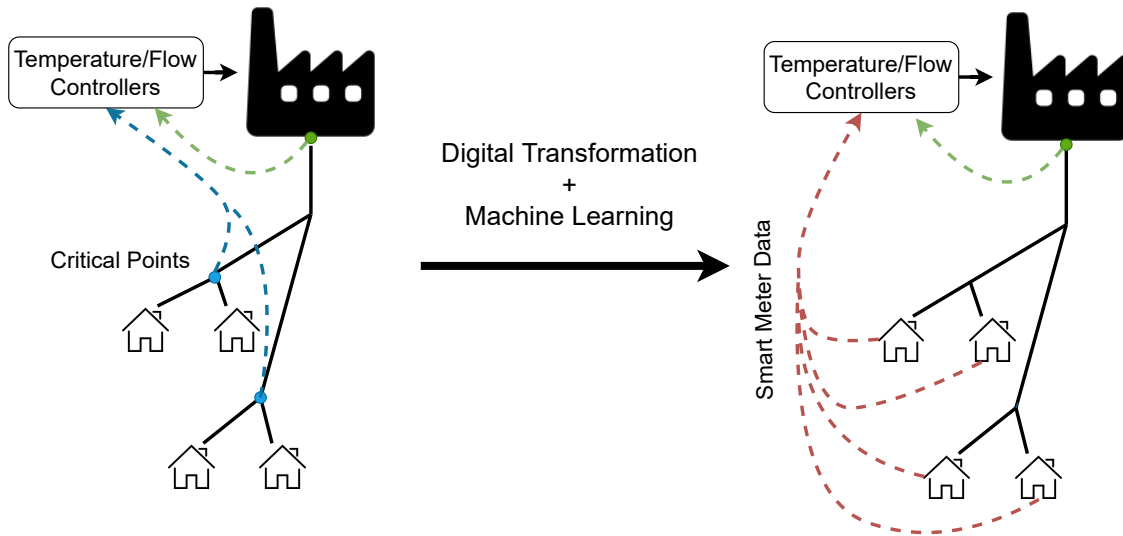 Temperature/Flow
Controllers
Critical Points
Digital Transformation
+
Machine Learning
Temperature/Flow
Controllers
Smart Meter Data